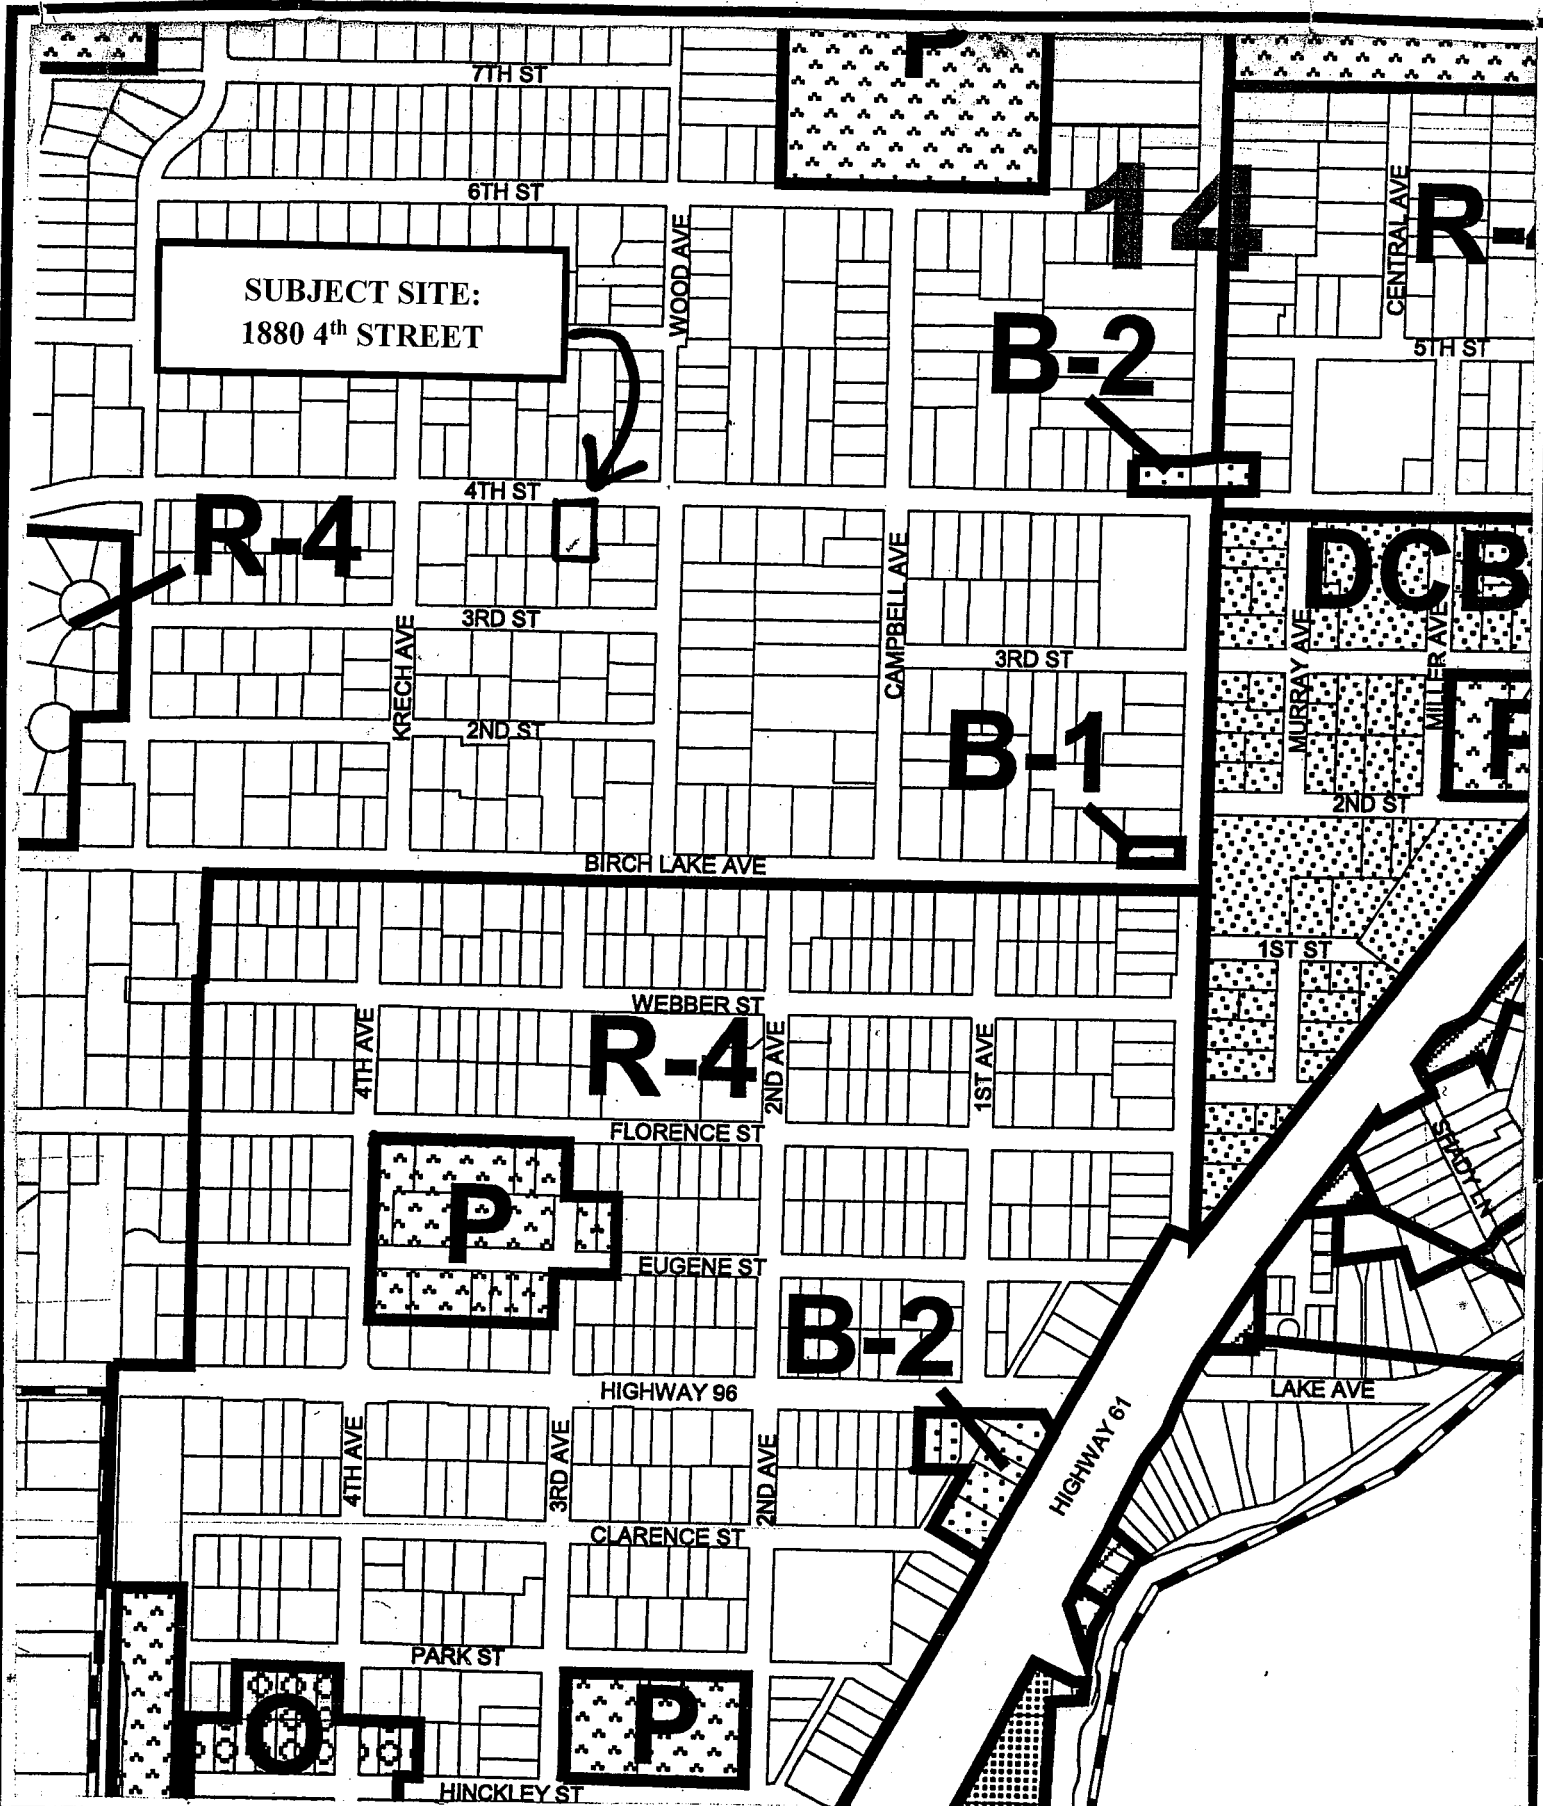 P
7TH ST
6TH ST
14
CENTRAL AVE
R-
WOOD AVE
SUBJECT SITE:
1880 4th STREET
B-2
5TH ST
4TH ST
R-4
DCB
CAMPBELL AVE
3RD ST
KRECH AVE
3RD ST
MURRAY AVE
MILLER AVE
P
2ND ST
B-1
2ND ST
BIRCH LAKE AVE
1ST ST
WEBBER ST
4TH AVE
R-4
2ND AVE
1ST AVE
FLORENCE ST
SHADY LN
P
EUGENE ST
B-2
HIGHWAY 96
LAKE AVE
HIGHWAY 61
4TH AVE
3RD AVE
2ND AVE
CLARENCE ST
PARK ST
O
P
HINCKLEY ST